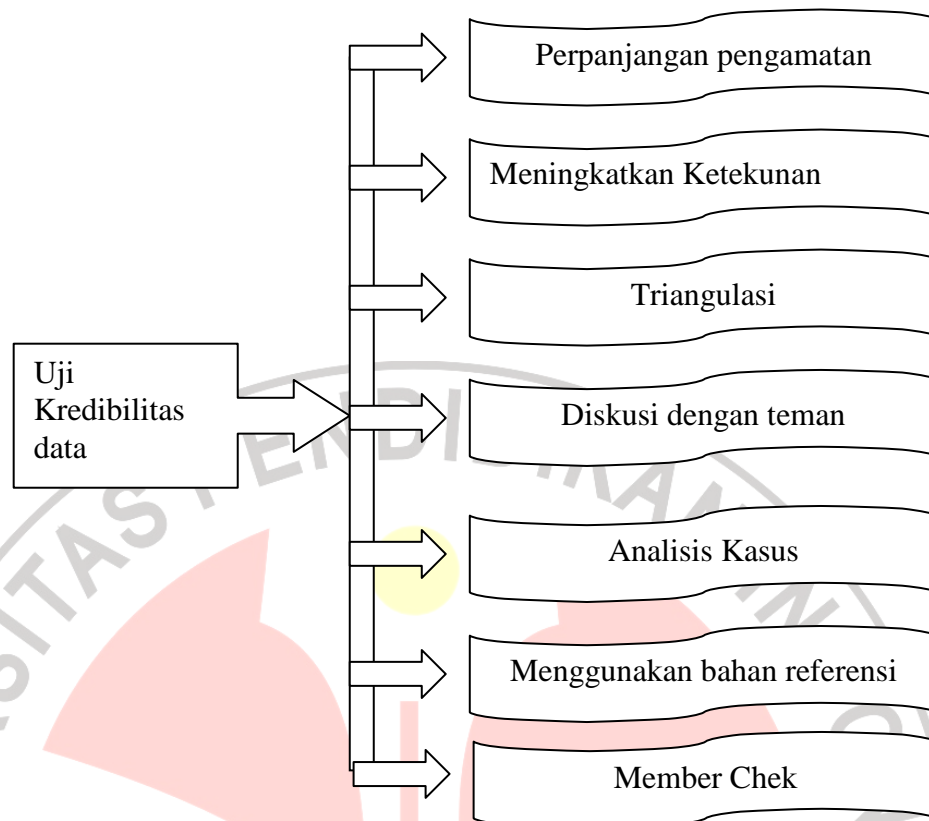 Perpanjangan pengamatan
Meningkatkan Ketekunan
Triangulasi
Uji
Kredibilitas
data
Diskusi dengan teman
Analisis Kasus
Menggunakan bahan referensi
Member Chek